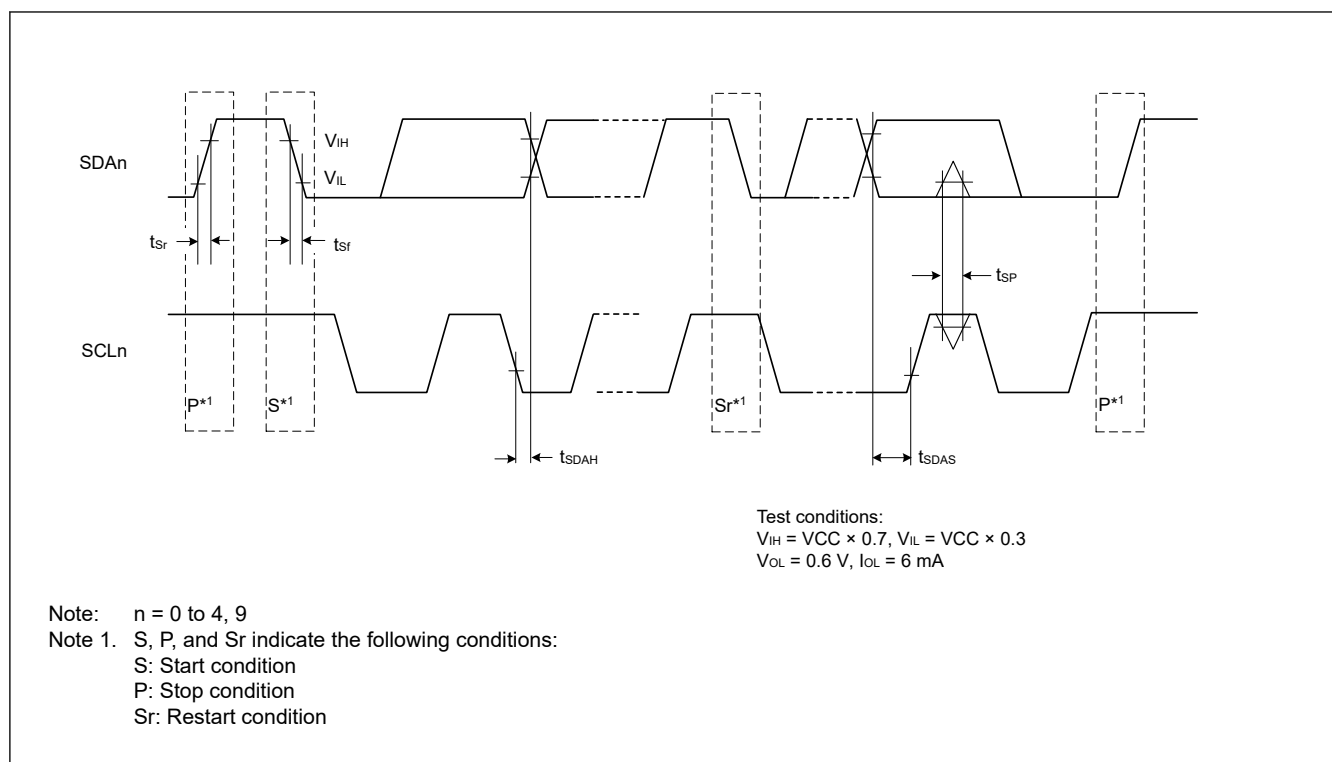 SDAn
VIH
VIL
tSr
tSf
tSP
SCLn
P*1
S*1
Sr*1
P*1
tSDAH
tSDAS
Test conditions:
VIH = VCC × 0.7, VIL = VCC × 0.3
VOL = 0.6 V, IOL = 6 mA
Note: n = 0 to 4, 9
Note 1. S, P, and Sr indicate the following conditions:
S: Start condition
P: Stop condition
Sr: Restart condition